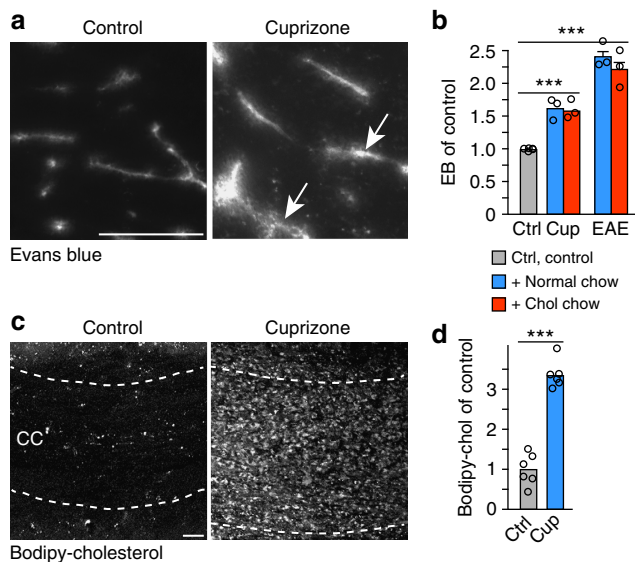 a
Control
Cuprizone
Evans blue
b
***
***
EB of control
2.5
2.0
1.5
1.0
0.5
0
Ctrl Cup EAE
Ctrl, control
+ Normal chow
+ Chol chow
c
Control
Cuprizone
CC
Bodipy-cholesterol
d
***
Bodipy-chol of control
3
2
1
0
Ctrl
Cup